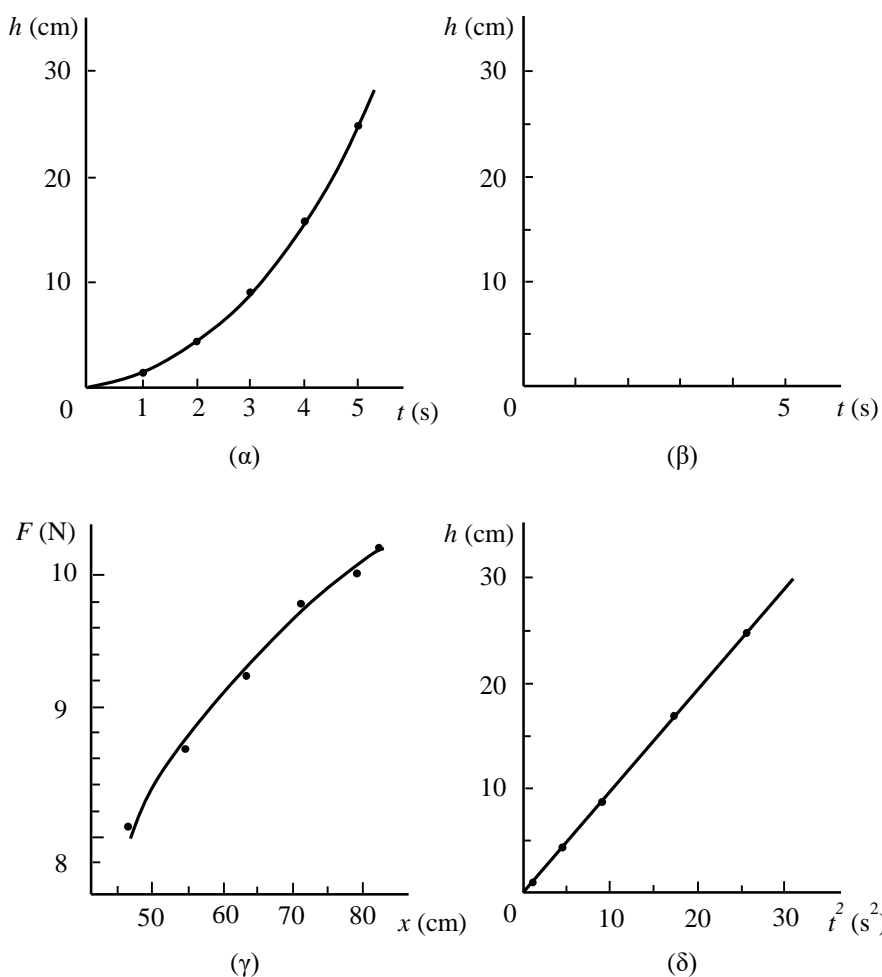 h (cm)
30
20
10
0
1 2 3 4 5 t (s)
(α)
h (cm)
30
20
10
0
5 t (s)
(β)
F (N)
10
9
8
50 60 70 80 x (cm)
(γ)
h (cm)
30
20
10
0
10 20 30 t² (s²)
(δ)